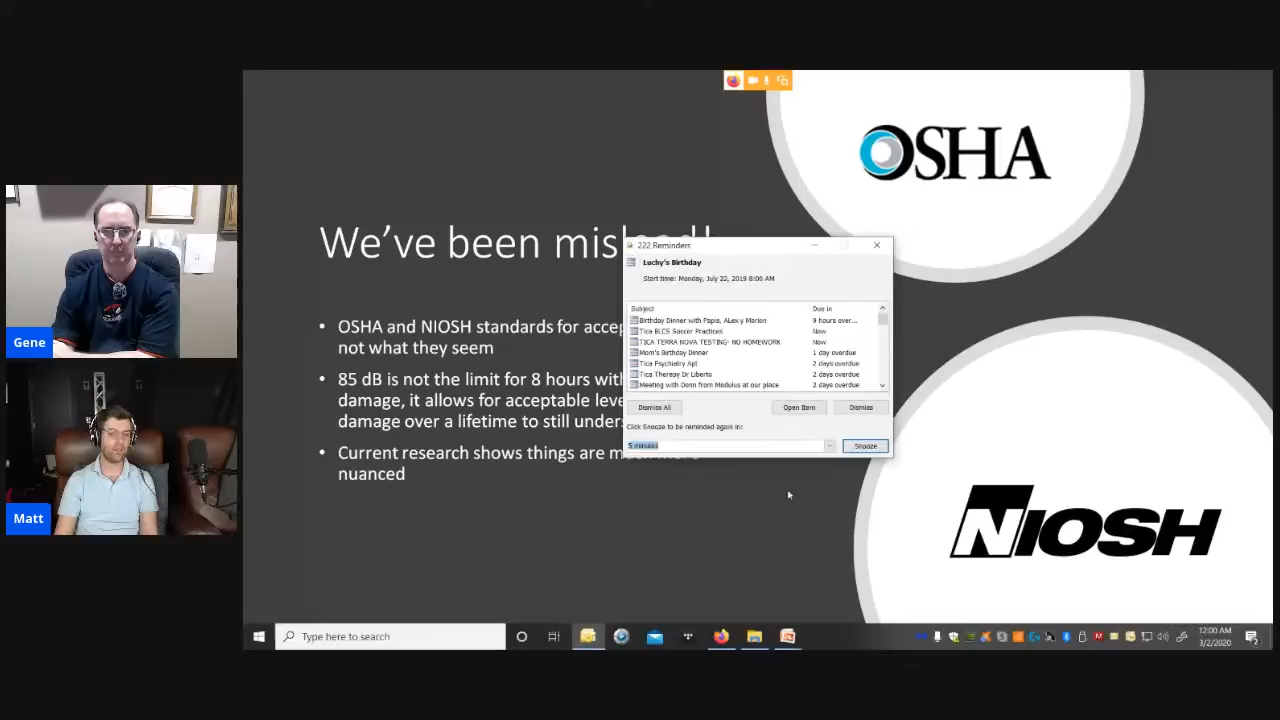 OSHA
We've been misl
OSHA and NIOSH standards for accep
not what they seem
85 dB is not the limit for 8 hours with
damage, it allows for acceptable leve
damage over a lifetime to still unders
Current research shows things are
nuanced
222 Reminders
Lucky's Birthday
Start time: Monday, July 22, 2019 8:00 AM
Subject Due in
Birthday Dinner with Papis, ALex y Marien 9 hours over...
Tica BLCS Soccer Practices Now
TICA TERRA NOVA TESTING- NO HOMEWORK Now
Mom's Birthday Dinner 1 day overdue
Tica Psychiatry Apt 2 days overdue
Tica Therapy Dr Liberto 2 days overdue
Meeting with Donn from Modulus at our place 2 days overdue
Dismiss All Open Item Dismiss
Click Snooze to be reminded again in:
5 minutes Snooze
NIOSH
Gene
Matt
Type here to search
12:00 AM
3/2/2020